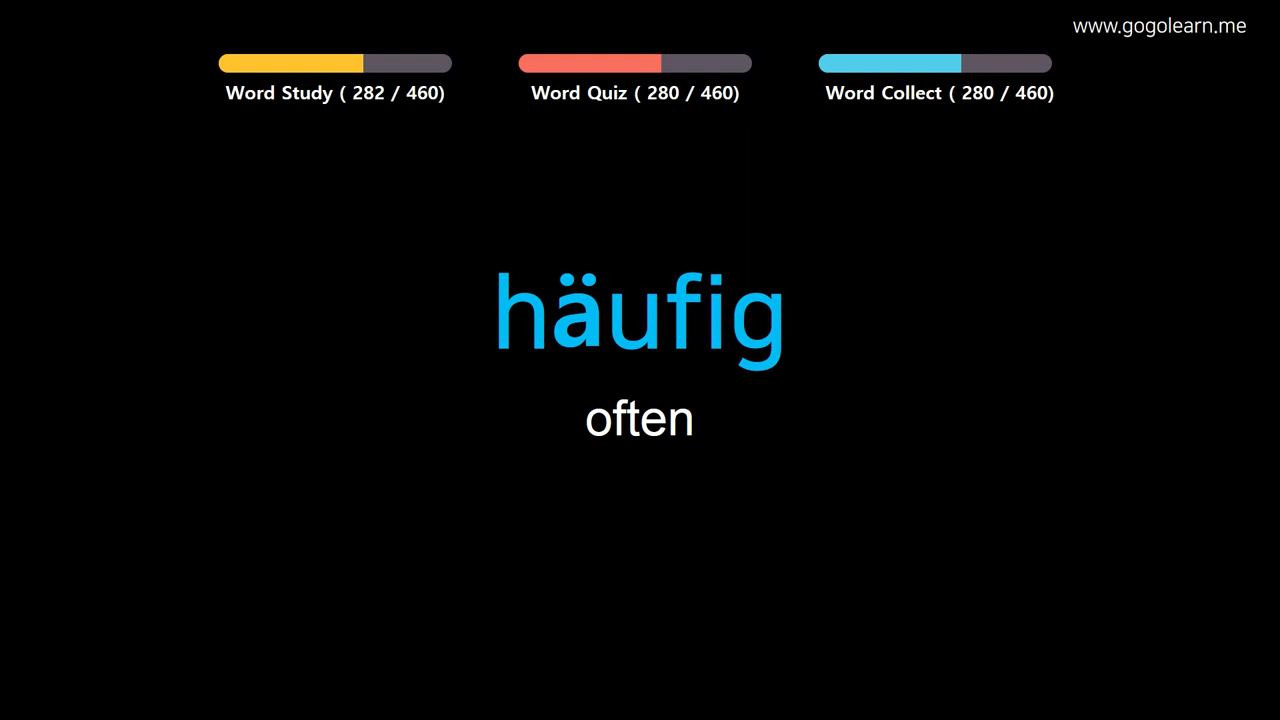 www.gogolearn.me
Word Study ( 282 / 460)
Word Quiz ( 280 / 460)
Word Collect ( 280 / 460)
häufig
often